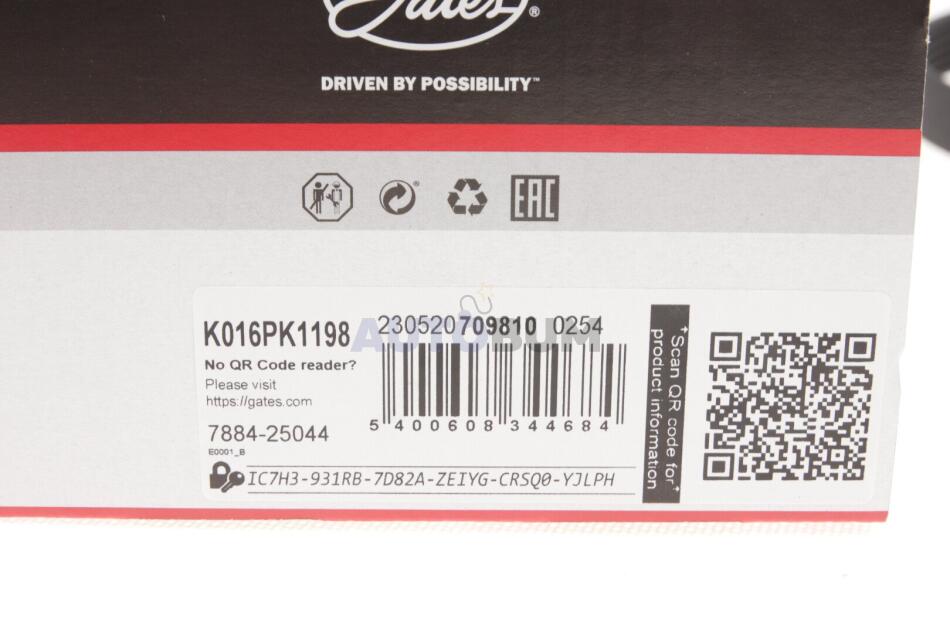 Gates®
DRIVEN BY POSSIBILITY™
®
EAC
K016PK1198
230520709810 0254
AUTOBUM
No QR Code reader?
Please visit
https://gates.com
5 400608 344684
7884-25044
E0001_B
IC7H3-931RB-7D82A-ZEIYG-CRSQ0-YJLPH
*Scan QR code for*
product information